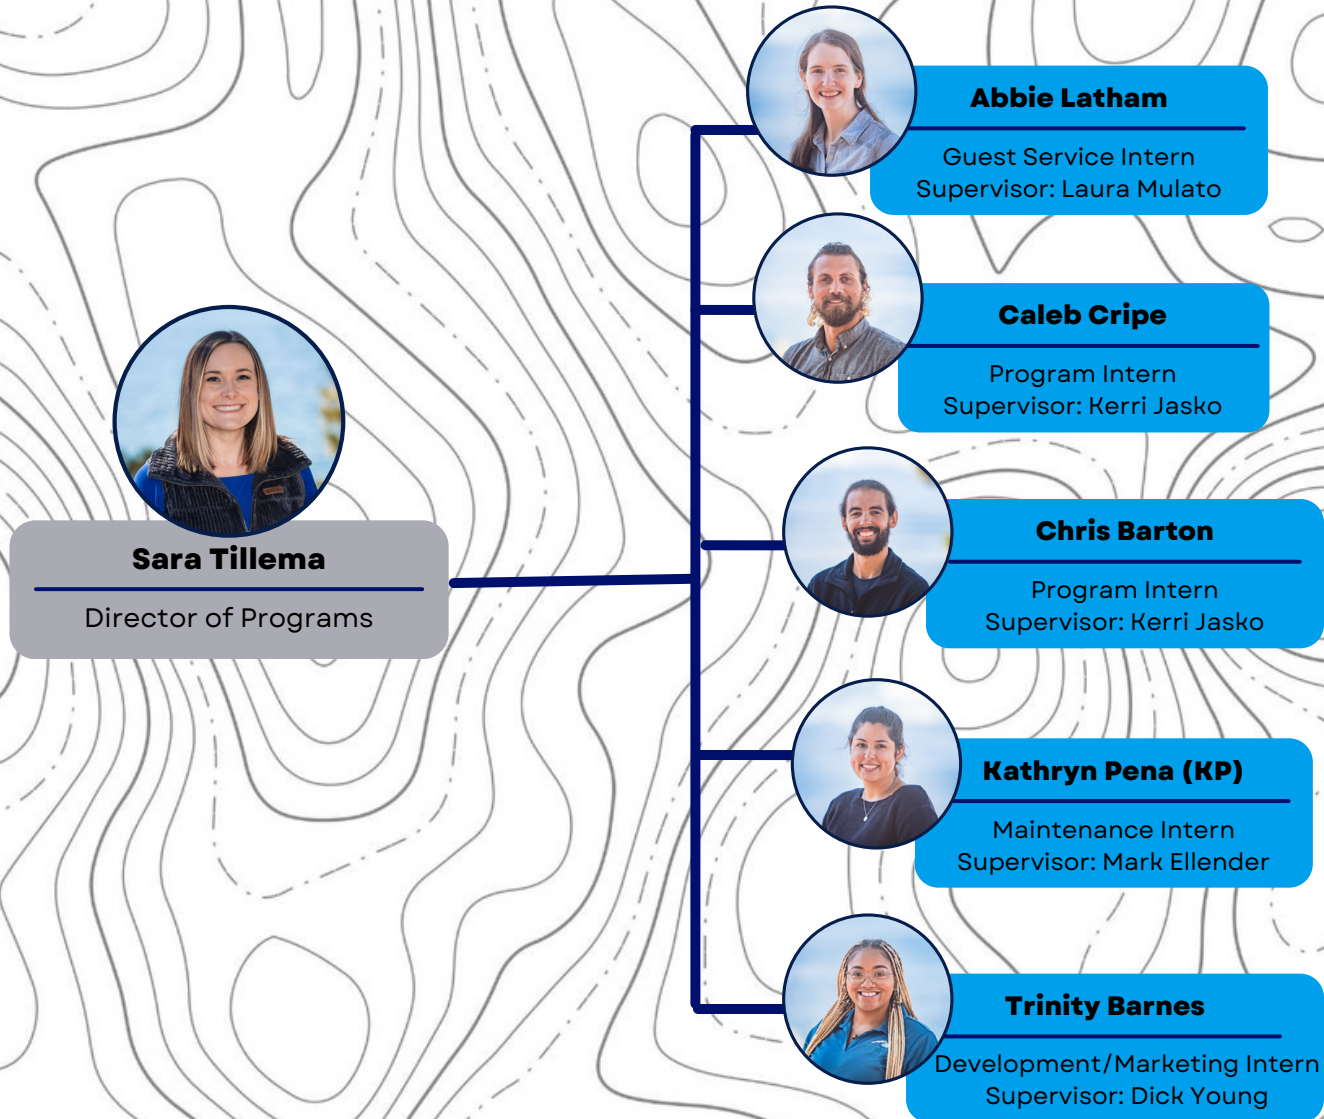 Abbie Latham
Guest Service Intern
Supervisor: Laura Mulato
Caleb Cripe
Program Intern
Supervisor: Kerri Jasko
Sara Tillema
Director of Programs
Chris Barton
Program Intern
Supervisor: Kerri Jasko
Kathryn Pena (KP)
Maintenance Intern
Supervisor: Mark Ellender
Trinity Barnes
Development/Marketing Intern
Supervisor: Dick Young